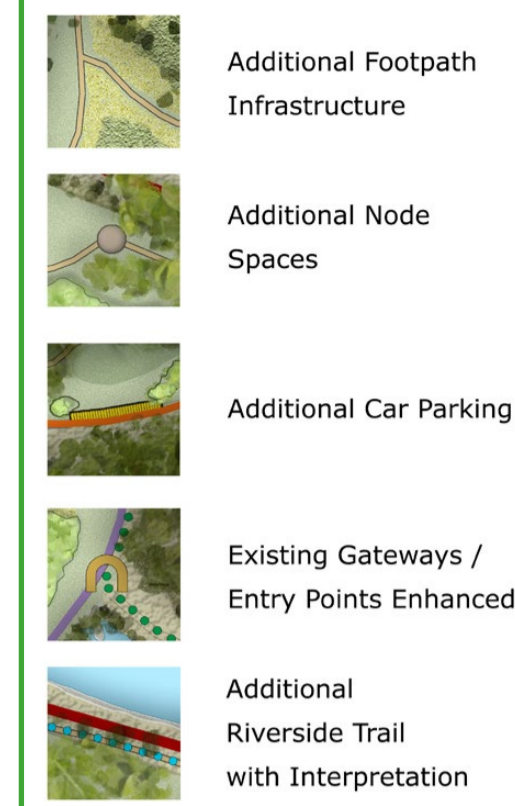 Additional Footpath
Infrastructure
Additional Node
Spaces
Additional Car Parking
Existing Gateways /
Entry Points Enhanced
Additional
Riverside Trail
with Interpretation